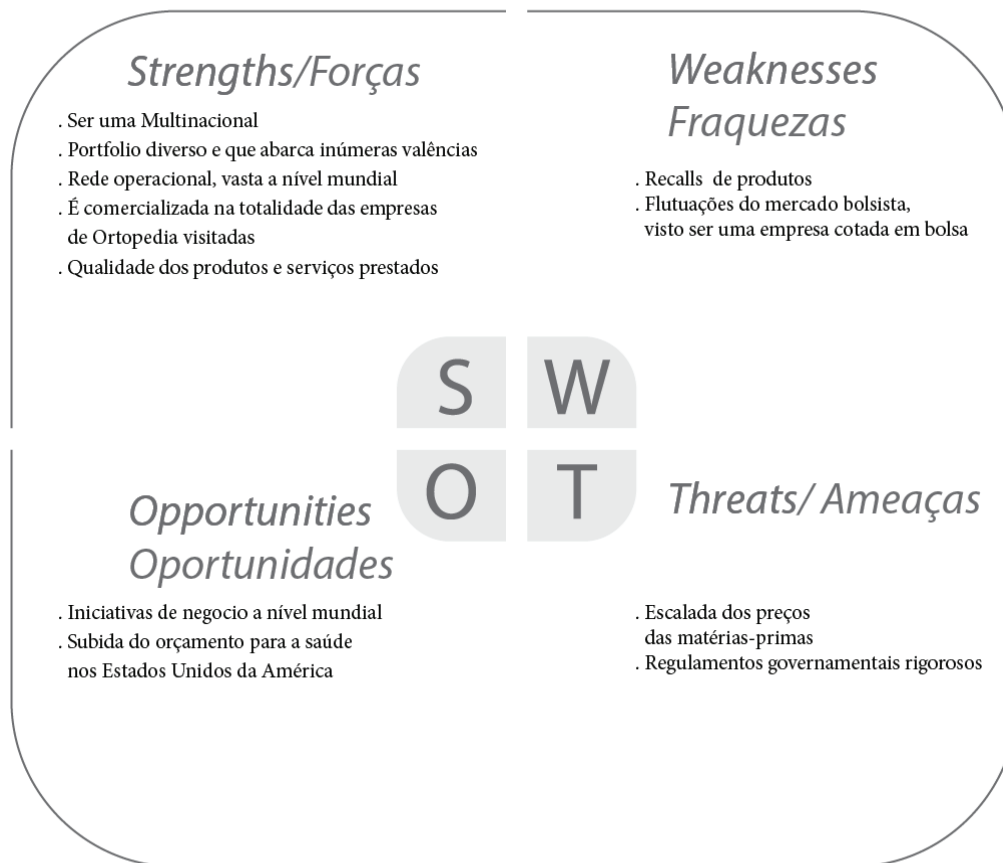 Strengths/Forças
. Ser uma Multinacional
. Portfolio diverso e que abarca inúmeras valências
. Rede operacional, vasta a nível mundial
. É comercializada na totalidade das empresas
de Ortopedia visitadas
. Qualidade dos produtos e serviços prestados
Weaknesses
Fraquezas
. Recalls de produtos
. Flutuações do mercado bolsista,
visto ser uma empresa cotada em bolsa
S W
O T
Opportunities
Oportunidades
. Iniciativas de negocio a nível mundial
. Subida do orçamento para a saúde
nos Estados Unidos da América
Threats/ Ameaças
. Escalada dos preços
das matérias-primas
. Regulamentos governamentais rigorosos